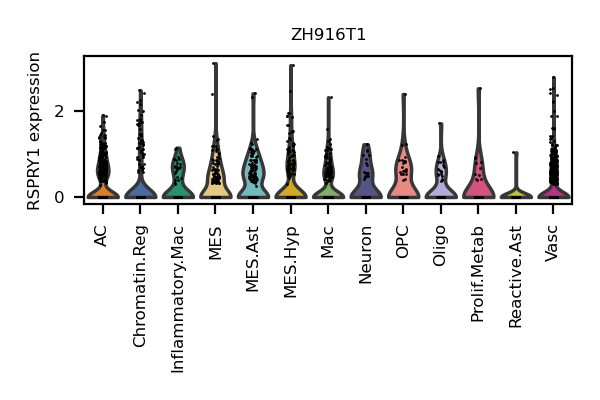 ZH916T1
RSPRY1 expression
2
0
AC
Chromatin.Reg
Inflammatory.Mac
MES
MES.Ast
MES.Hyp
Mac
Neuron
OPC
Oligo
Prolif.Metab
Reactive.Ast
Vasc